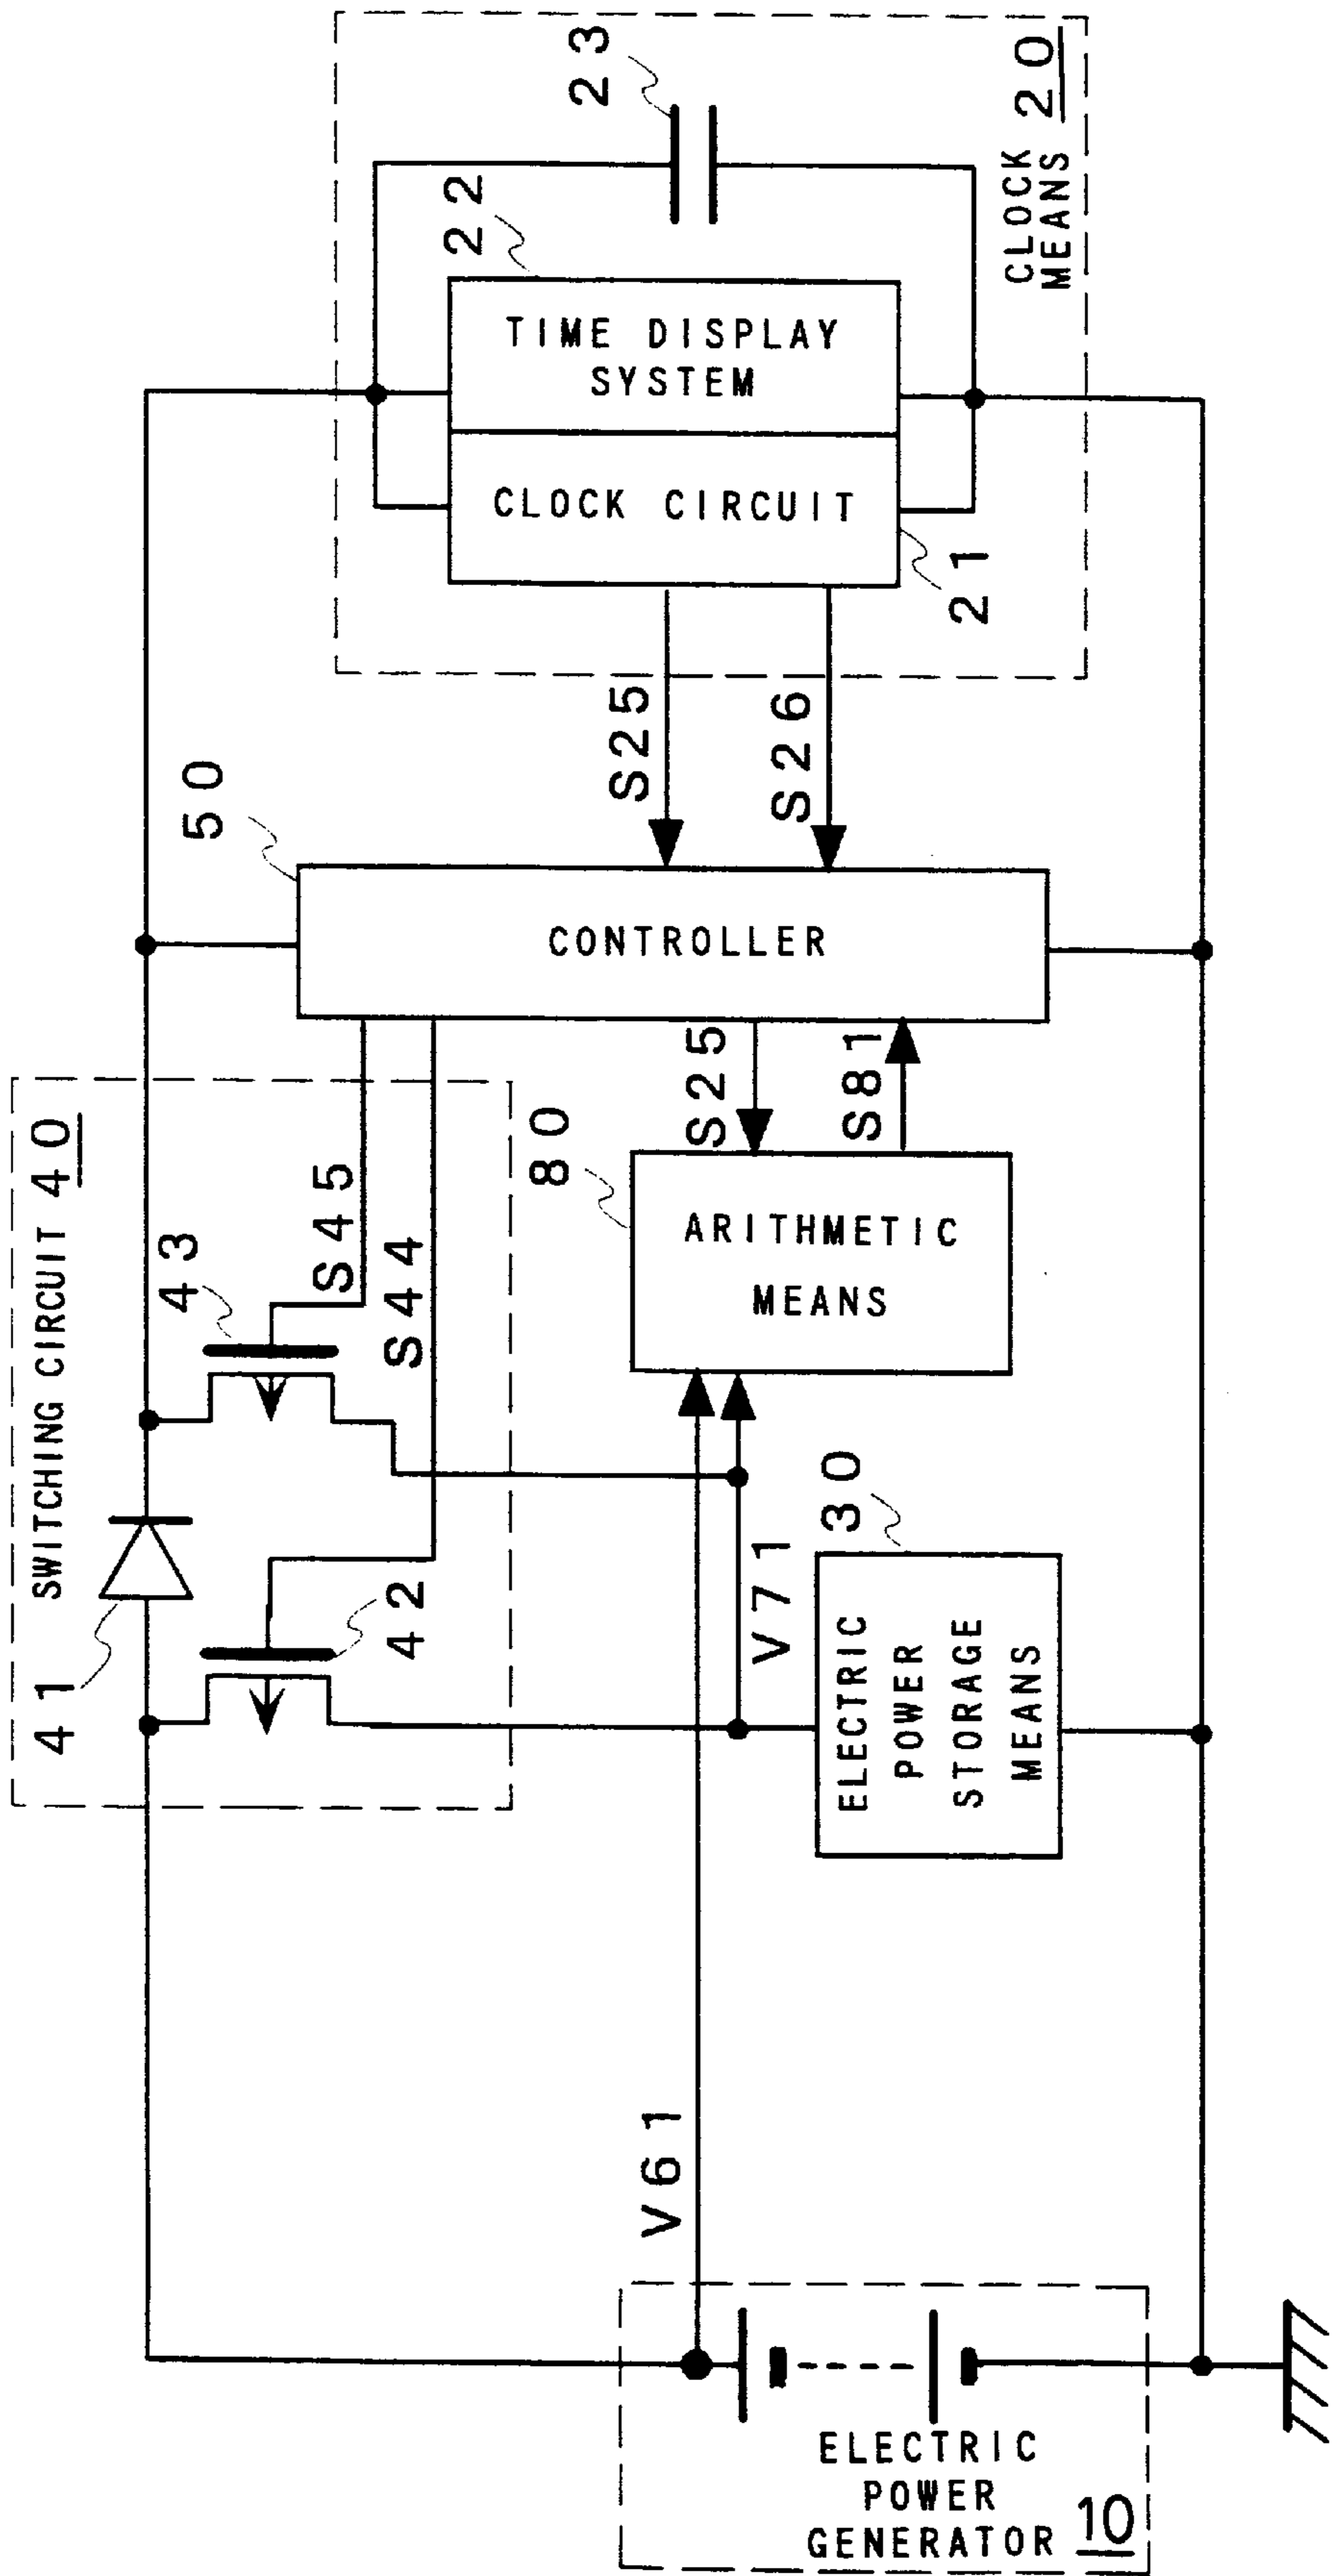 SWITCHING CIRCUIT 40
41
42
43
S45
S44
50
CONTROLLER
S25
S26
23
22
TIME DISPLAY
SYSTEM
CLOCK CIRCUIT
21
CLOCK
MEANS 20
80
S25
S81
ARITHMETIC
MEANS
V61
V71
30
ELECTRIC
POWER
STORAGE
MEANS
ELECTRIC
POWER
GENERATOR 10